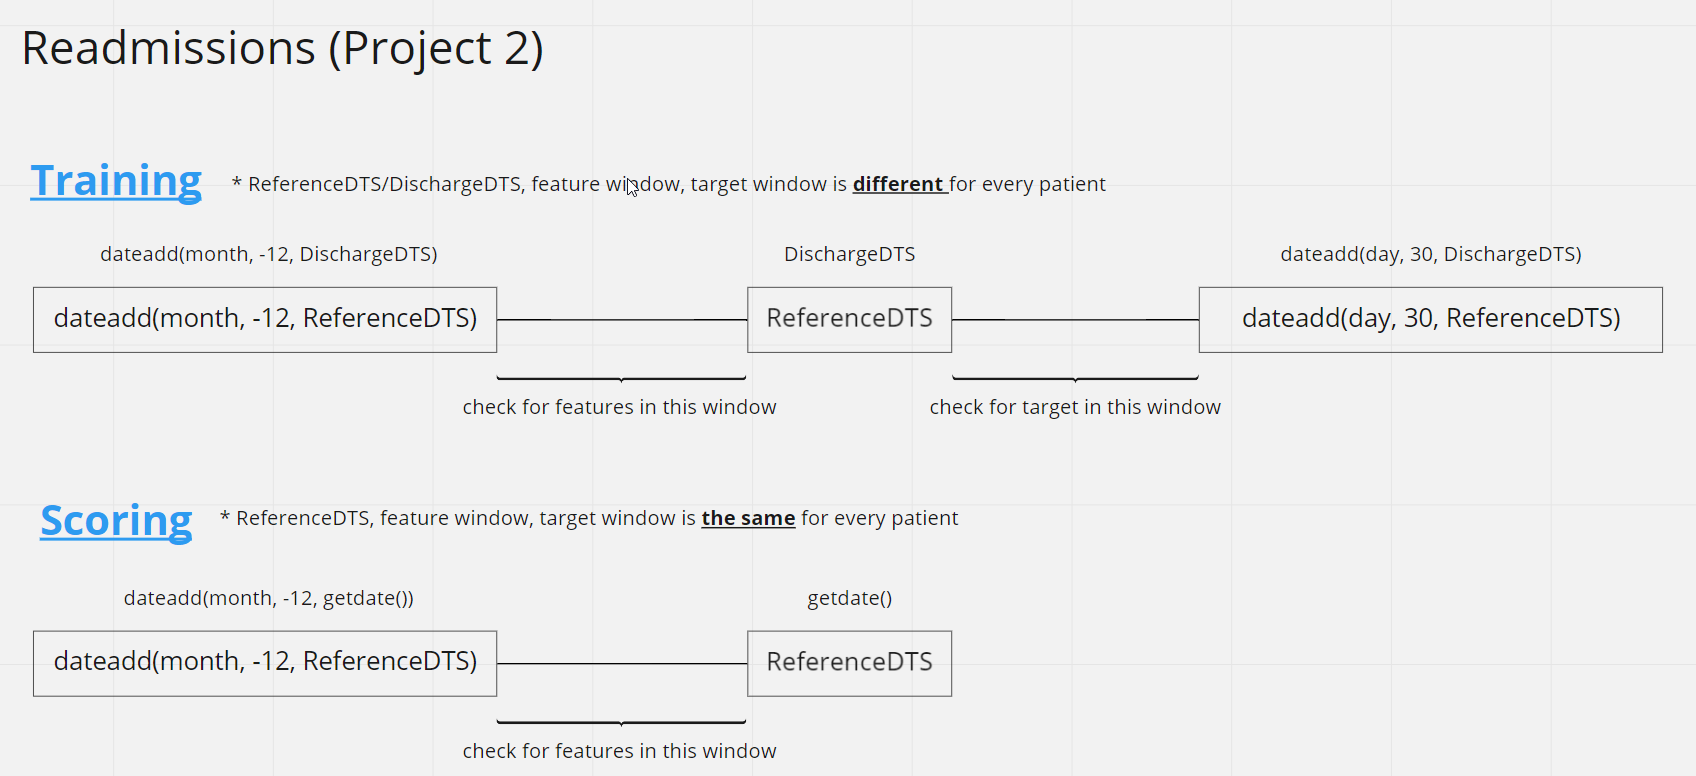 Readmissions (Project 2)
Training * ReferenceDTS/DischargeDTS, feature window, target window is different for every patient
dateadd(month, -12, DischargeDTS) DischargeDTS dateadd(day, 30, DischargeDTS)
dateadd(month, -12, ReferenceDTS) ReferenceDTS dateadd(day, 30, ReferenceDTS)
check for features in this window check for target in this window
Scoring * ReferenceDTS, feature window, target window is the same for every patient
dateadd(month, -12, getdate()) getdate()
dateadd(month, -12, ReferenceDTS) ReferenceDTS
check for features in this window